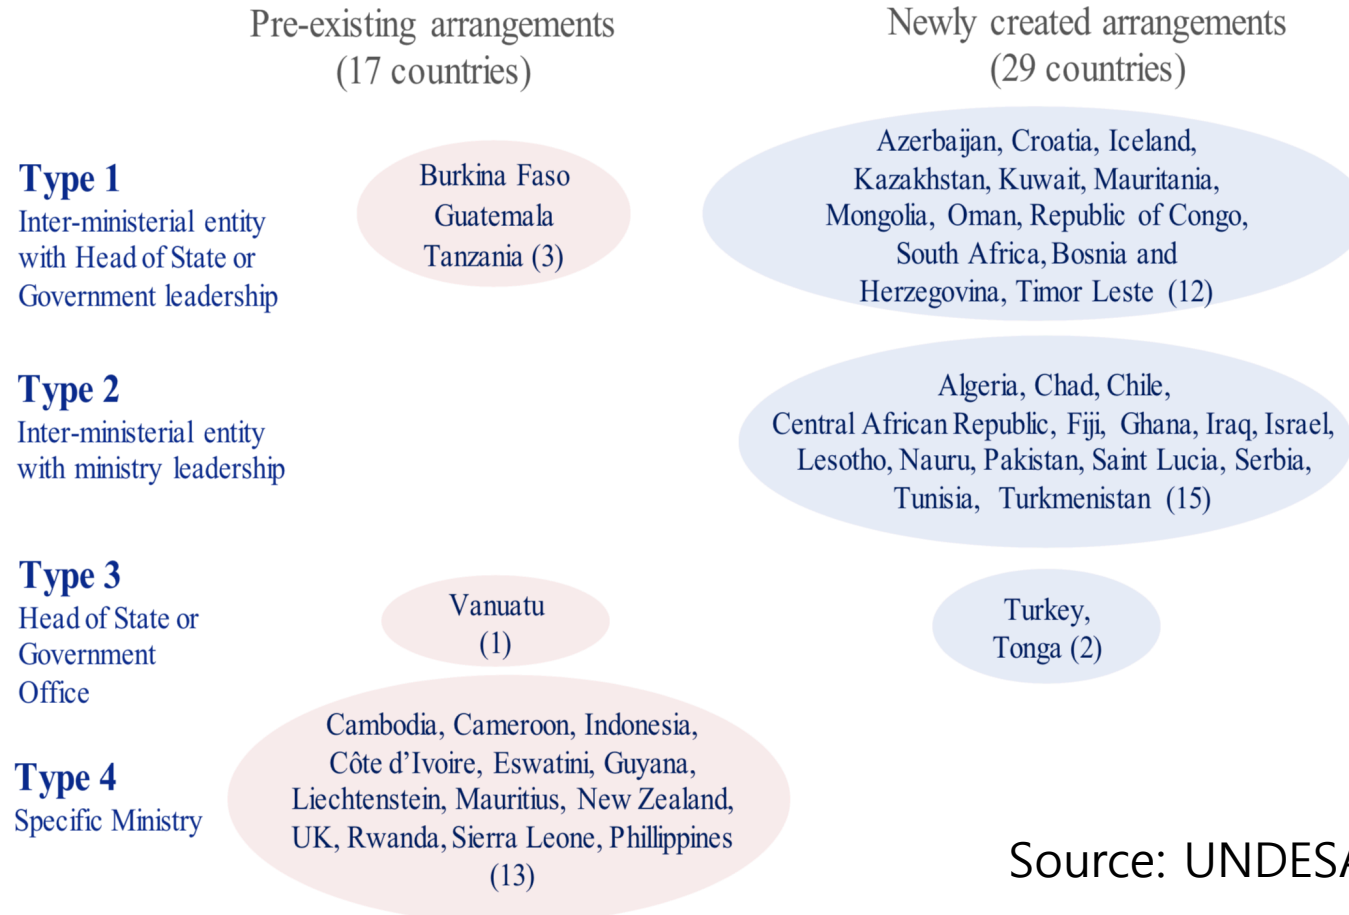 Pre-existing arrangements
(17 countries)
Newly created arrangements
(29 countries)
Type 1
Inter-ministerial entity
with Head of State or
Government leadership
Burkina Faso
Guatemala
Tanzania (3)
Azerbaijan, Croatia, Iceland,
Kazakhstan, Kuwait, Mauritania,
Mongolia, Oman, Republic of Congo,
South Africa, Bosnia and
Herzegovina, Timor Leste (12)
Type 2
Inter-ministerial entity
with ministry leadership
Algeria, Chad, Chile,
Central African Republic, Fiji, Ghana, Iraq, Israel,
Lesotho, Nauru, Pakistan, Saint Lucia, Serbia,
Tunisia, Turkmenistan (15)
Type 3
Head of State or
Government
Office
Vanuatu
(1)
Turkey,
Tonga (2)
Type 4
Specific Ministry
Cambodia, Cameroon, Indonesia,
Côte d’Ivoire, Eswatini, Guyana,
Liechtenstein, Mauritius, New Zealand,
UK, Rwanda, Sierra Leone, Phillippines
(13)
Source: UNDESA